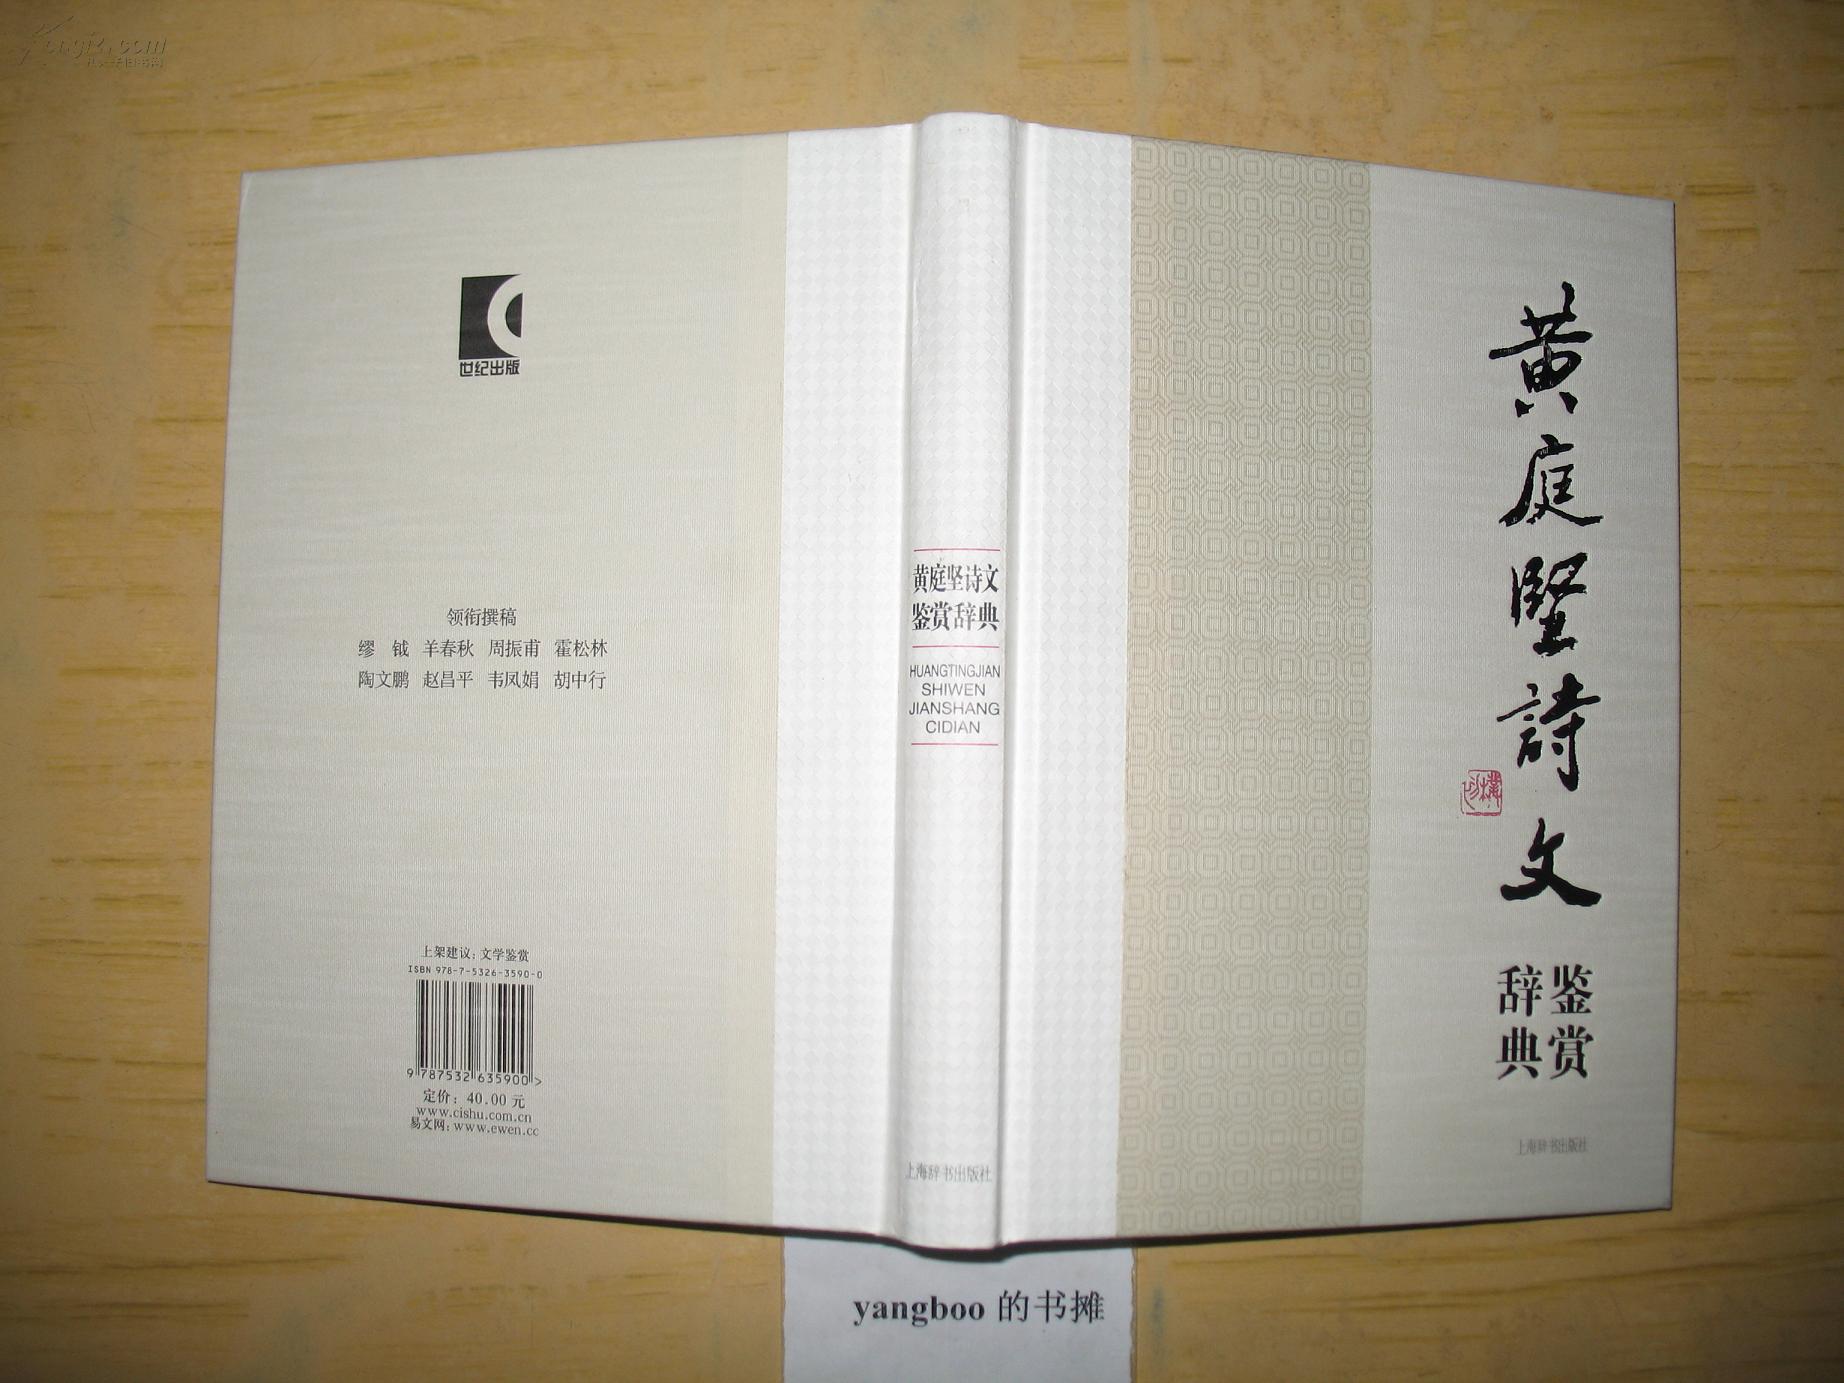 世纪出版
领衔撰稿
缪 钺 羊春秋 周振甫 霍松林
陶文鹏 赵昌平 韦凤娟 胡中行
上架建议：文学鉴赏
ISBN 978-7-5326-3590-0
9 787532 635900 >
定价：40.00 元
www.cishu.com.cn
易文网：www.ewen.cc
黄庭坚诗文
鉴赏辞典
HUANGTINGJIAN
SHIWEN
JIANSHANG
CIDIAN
上海辞书出版社
黄庭堅詩文
鉴赏
辞典
上海辞书出版社
yangboo 的书摊